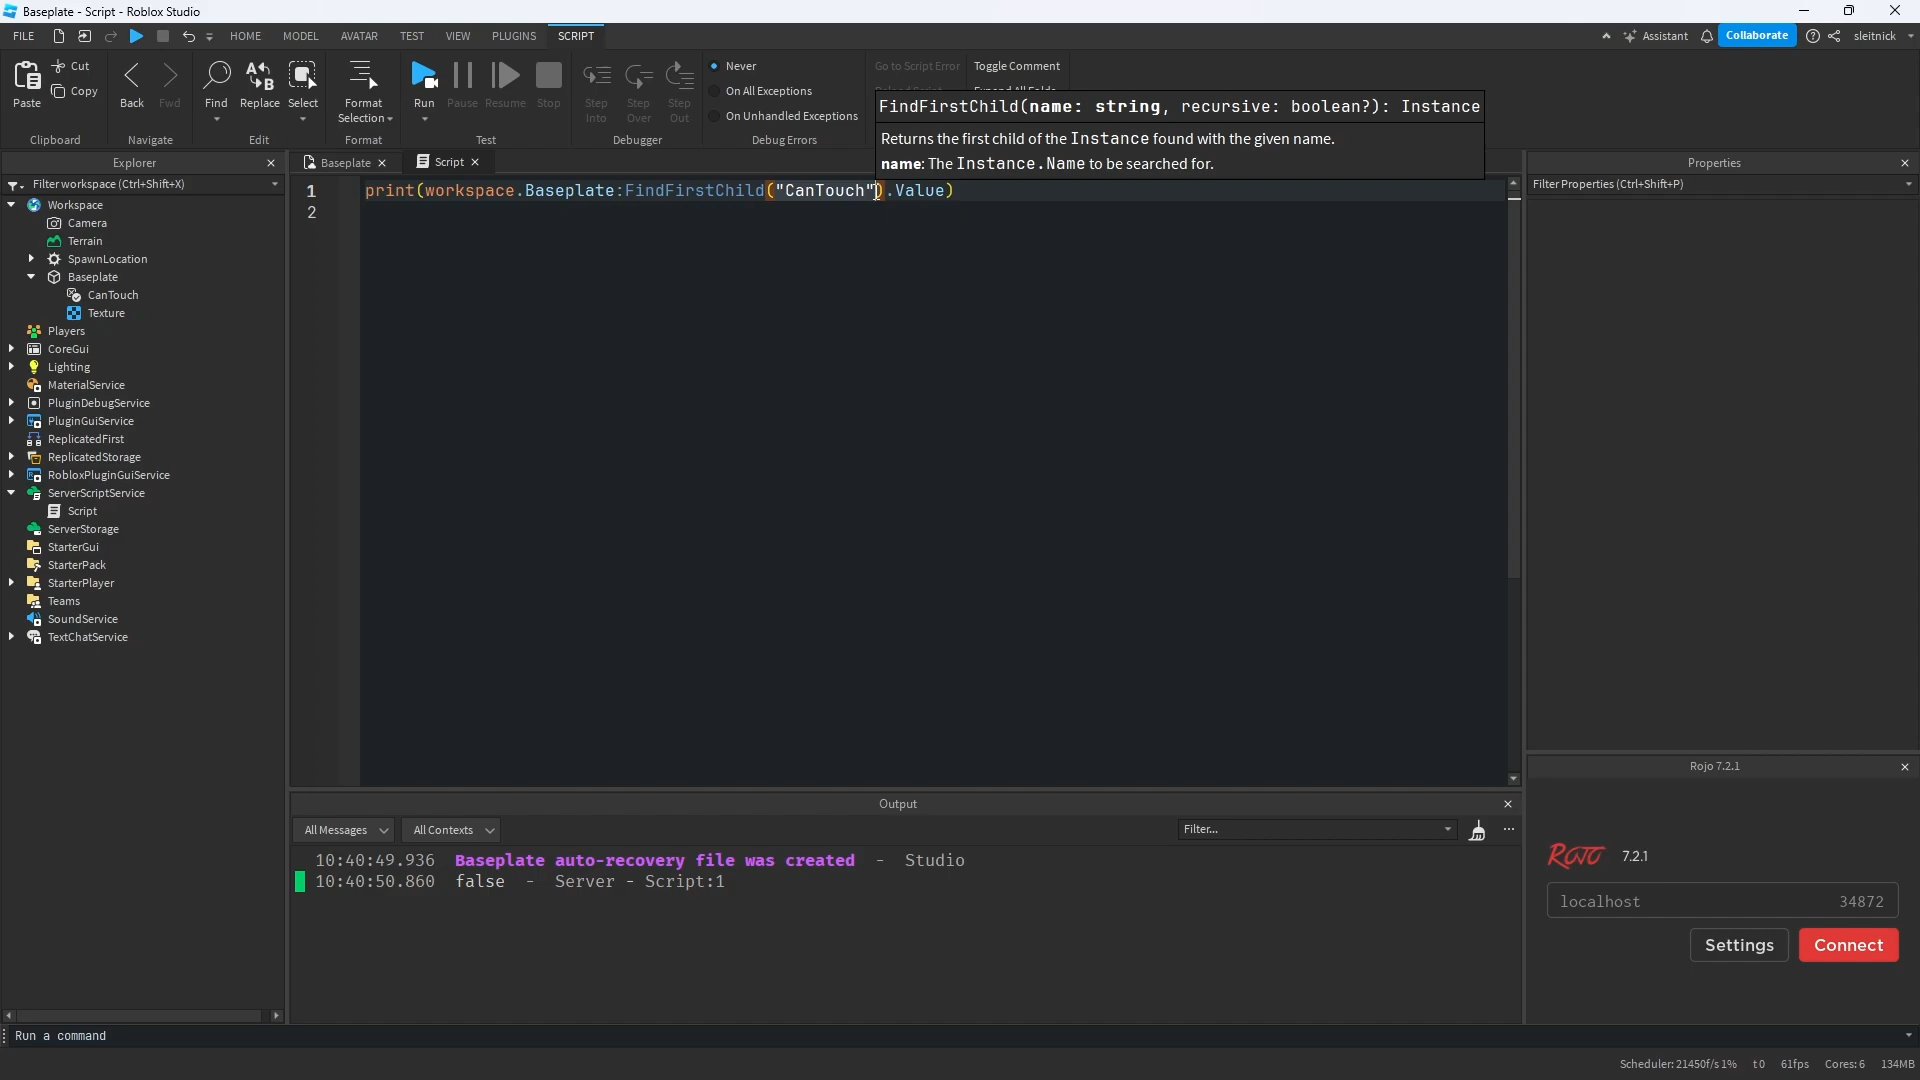 Baseplate - Script - Roblox Studio
FILE HOME MODEL AVATAR TEST VIEW PLUGINS SCRIPT Assistant Collaborate sleitnick
Paste Cut Copy
Clipboard
Back Fwd
Navigate
Find Replace Select
Edit
Format Selection
Format
Run Pause Resume Stop
Test
Step Into Step Over Step Out
Debugger
Never
On All Exceptions
On Unhandled Exceptions
Debug Errors
Go to Script Error Toggle Comment
FindFirstChild(name: string, recursive: boolean?): Instance
Returns the first child of the Instance found with the given name.
name: The Instance.Name to be searched for.
Explorer
Filter workspace (Ctrl+Shift+X)
Workspace
Camera
Terrain
SpawnLocation
Baseplate
CanTouch
Texture
Players
CoreGui
Lighting
MaterialService
PluginDebugService
PluginGuiService
ReplicatedFirst
ReplicatedStorage
RobloxPluginGuiService
ServerScriptService
Script
ServerStorage
StarterGui
StarterPack
StarterPlayer
Teams
SoundService
TextChatService
Baseplate Script
1 print(workspace.Baseplate:FindFirstChild("CanTouch").Value)
2
Output
All Messages All Contexts Filter...
10:40:49.936 Baseplate auto-recovery file was created - Studio
10:40:50.860 false - Server - Script:1
Properties
Filter Properties (Ctrl+Shift+P)
Rojo 7.2.1
ROJO 7.2.1
localhost 34872
Settings Connect
Run a command
Scheduler: 21450f/s 1% t0 61fps Cores: 6 134MB